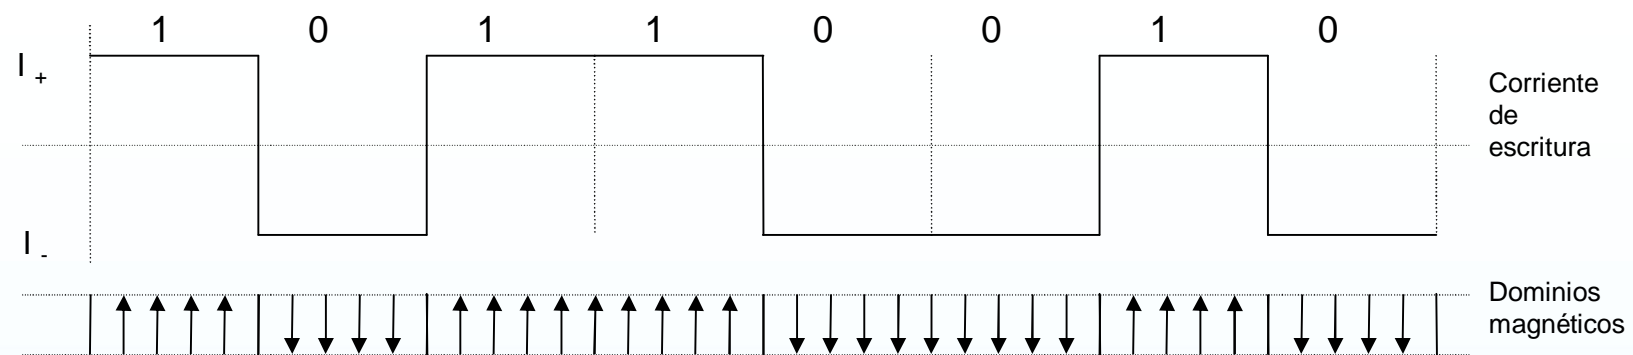 1 0 1 1 0 0 1 0
I +
Corriente
de
escritura
I -
Dominios
magnéticos